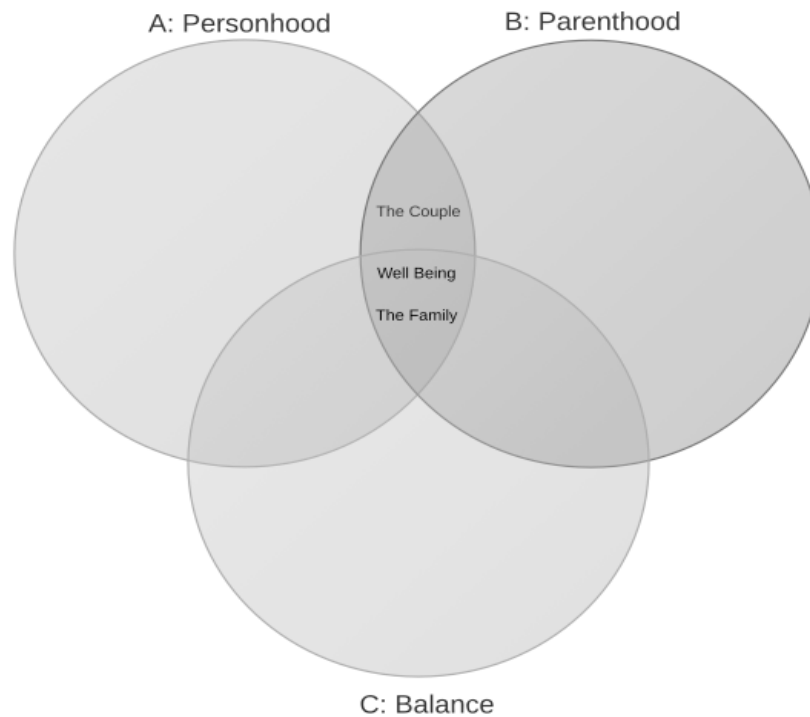 A: Personhood
B: Parenthood
The Couple
Well Being
The Family
C: Balance